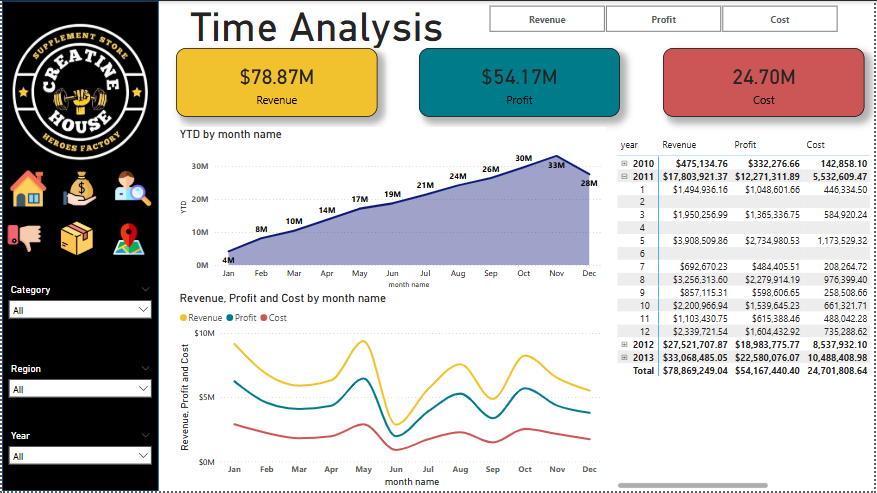 SUPPLEMENT STORE
CREATINE
HOUSE
HEROES FACTORY
Category
All
Region
All
Year
All
Time Analysis
Revenue Profit Cost
$78.87M
Revenue
$54.17M
Profit
24.70M
Cost
YTD by month name
YTD
30M
20M
10M
0M
4M 8M 10M 14M 17M 19M 21M 24M 26M 30M 33M 28M
Jan Feb Mar Apr May Jun Jul Aug Sep Oct Nov Dec
month name
Revenue, Profit and Cost by month name
Revenue Profit Cost
Revenue, Profit and Cost
$10M
$5M
$0M
Jan Feb Mar Apr May Jun Jul Aug Sep Oct Nov Dec
month name
year Revenue Profit Cost
2010 $475,134.76 $332,276.66 142,858.10
2011 $17,803,921.37 $12,271,311.89 5,532,609.47
1 $1,494,936.16 $1,048,601.66 446,334.50
2
3 $1,950,256.99 $1,365,336.75 584,920.24
4
5 $3,908,509.86 $2,734,980.53 1,173,529.32
6
7 $692,670.23 $484,405.51 208,264.72
8 $3,256,313.60 $2,279,914.19 976,399.40
9 $857,115.31 $598,606.65 258,508.66
10 $2,200,966.94 $1,539,645.23 661,321.71
11 $1,103,430.75 $615,388.46 488,042.28
12 $2,339,721.54 $1,604,432.92 735,288.62
2012 $27,521,707.87 $18,983,775.77 8,537,932.10
2013 $33,068,485.05 $22,580,076.07 10,488,408.98
Total $78,869,249.04 $54,167,440.40 24,701,808.64